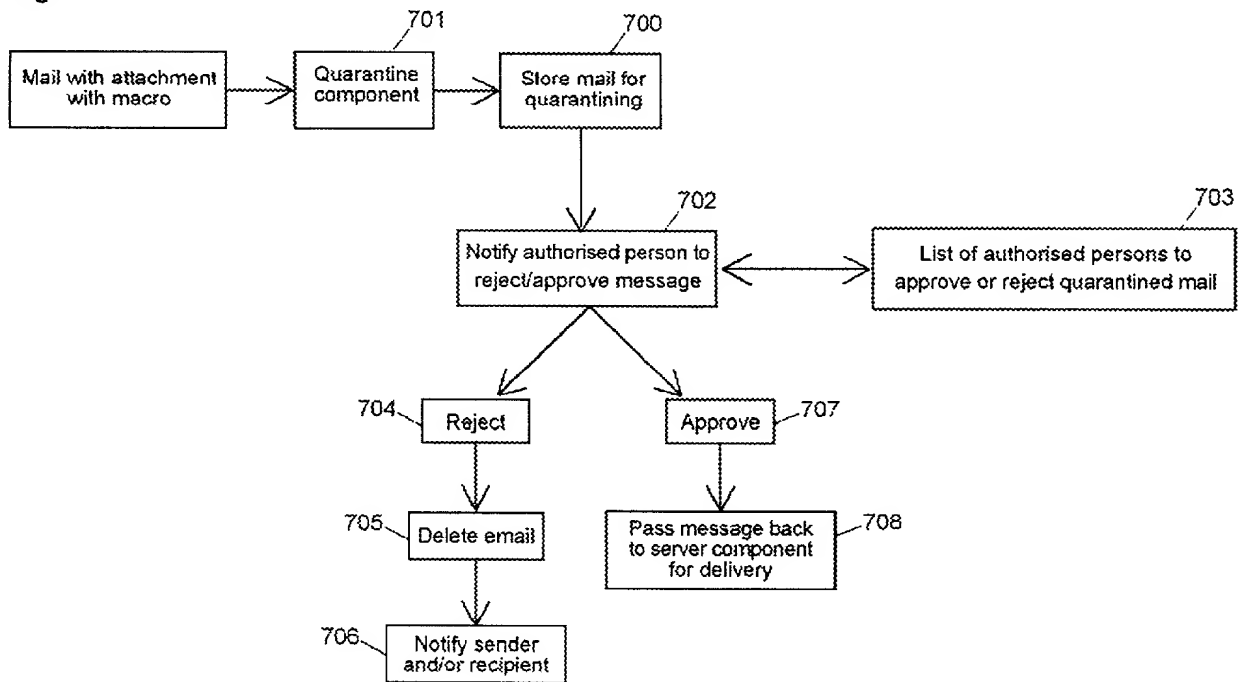 701
700
Mail with attachment
with macro
Quarantine
component
Store mail for
quarantining
702
703
Notify authorised person to
reject/approve message
List of authorised persons to
approve or reject quarantined mail
704
Reject
Approve
707
705
Delete email
Pass message back
to server component
for delivery
708
706
Notify sender
and/or recipient